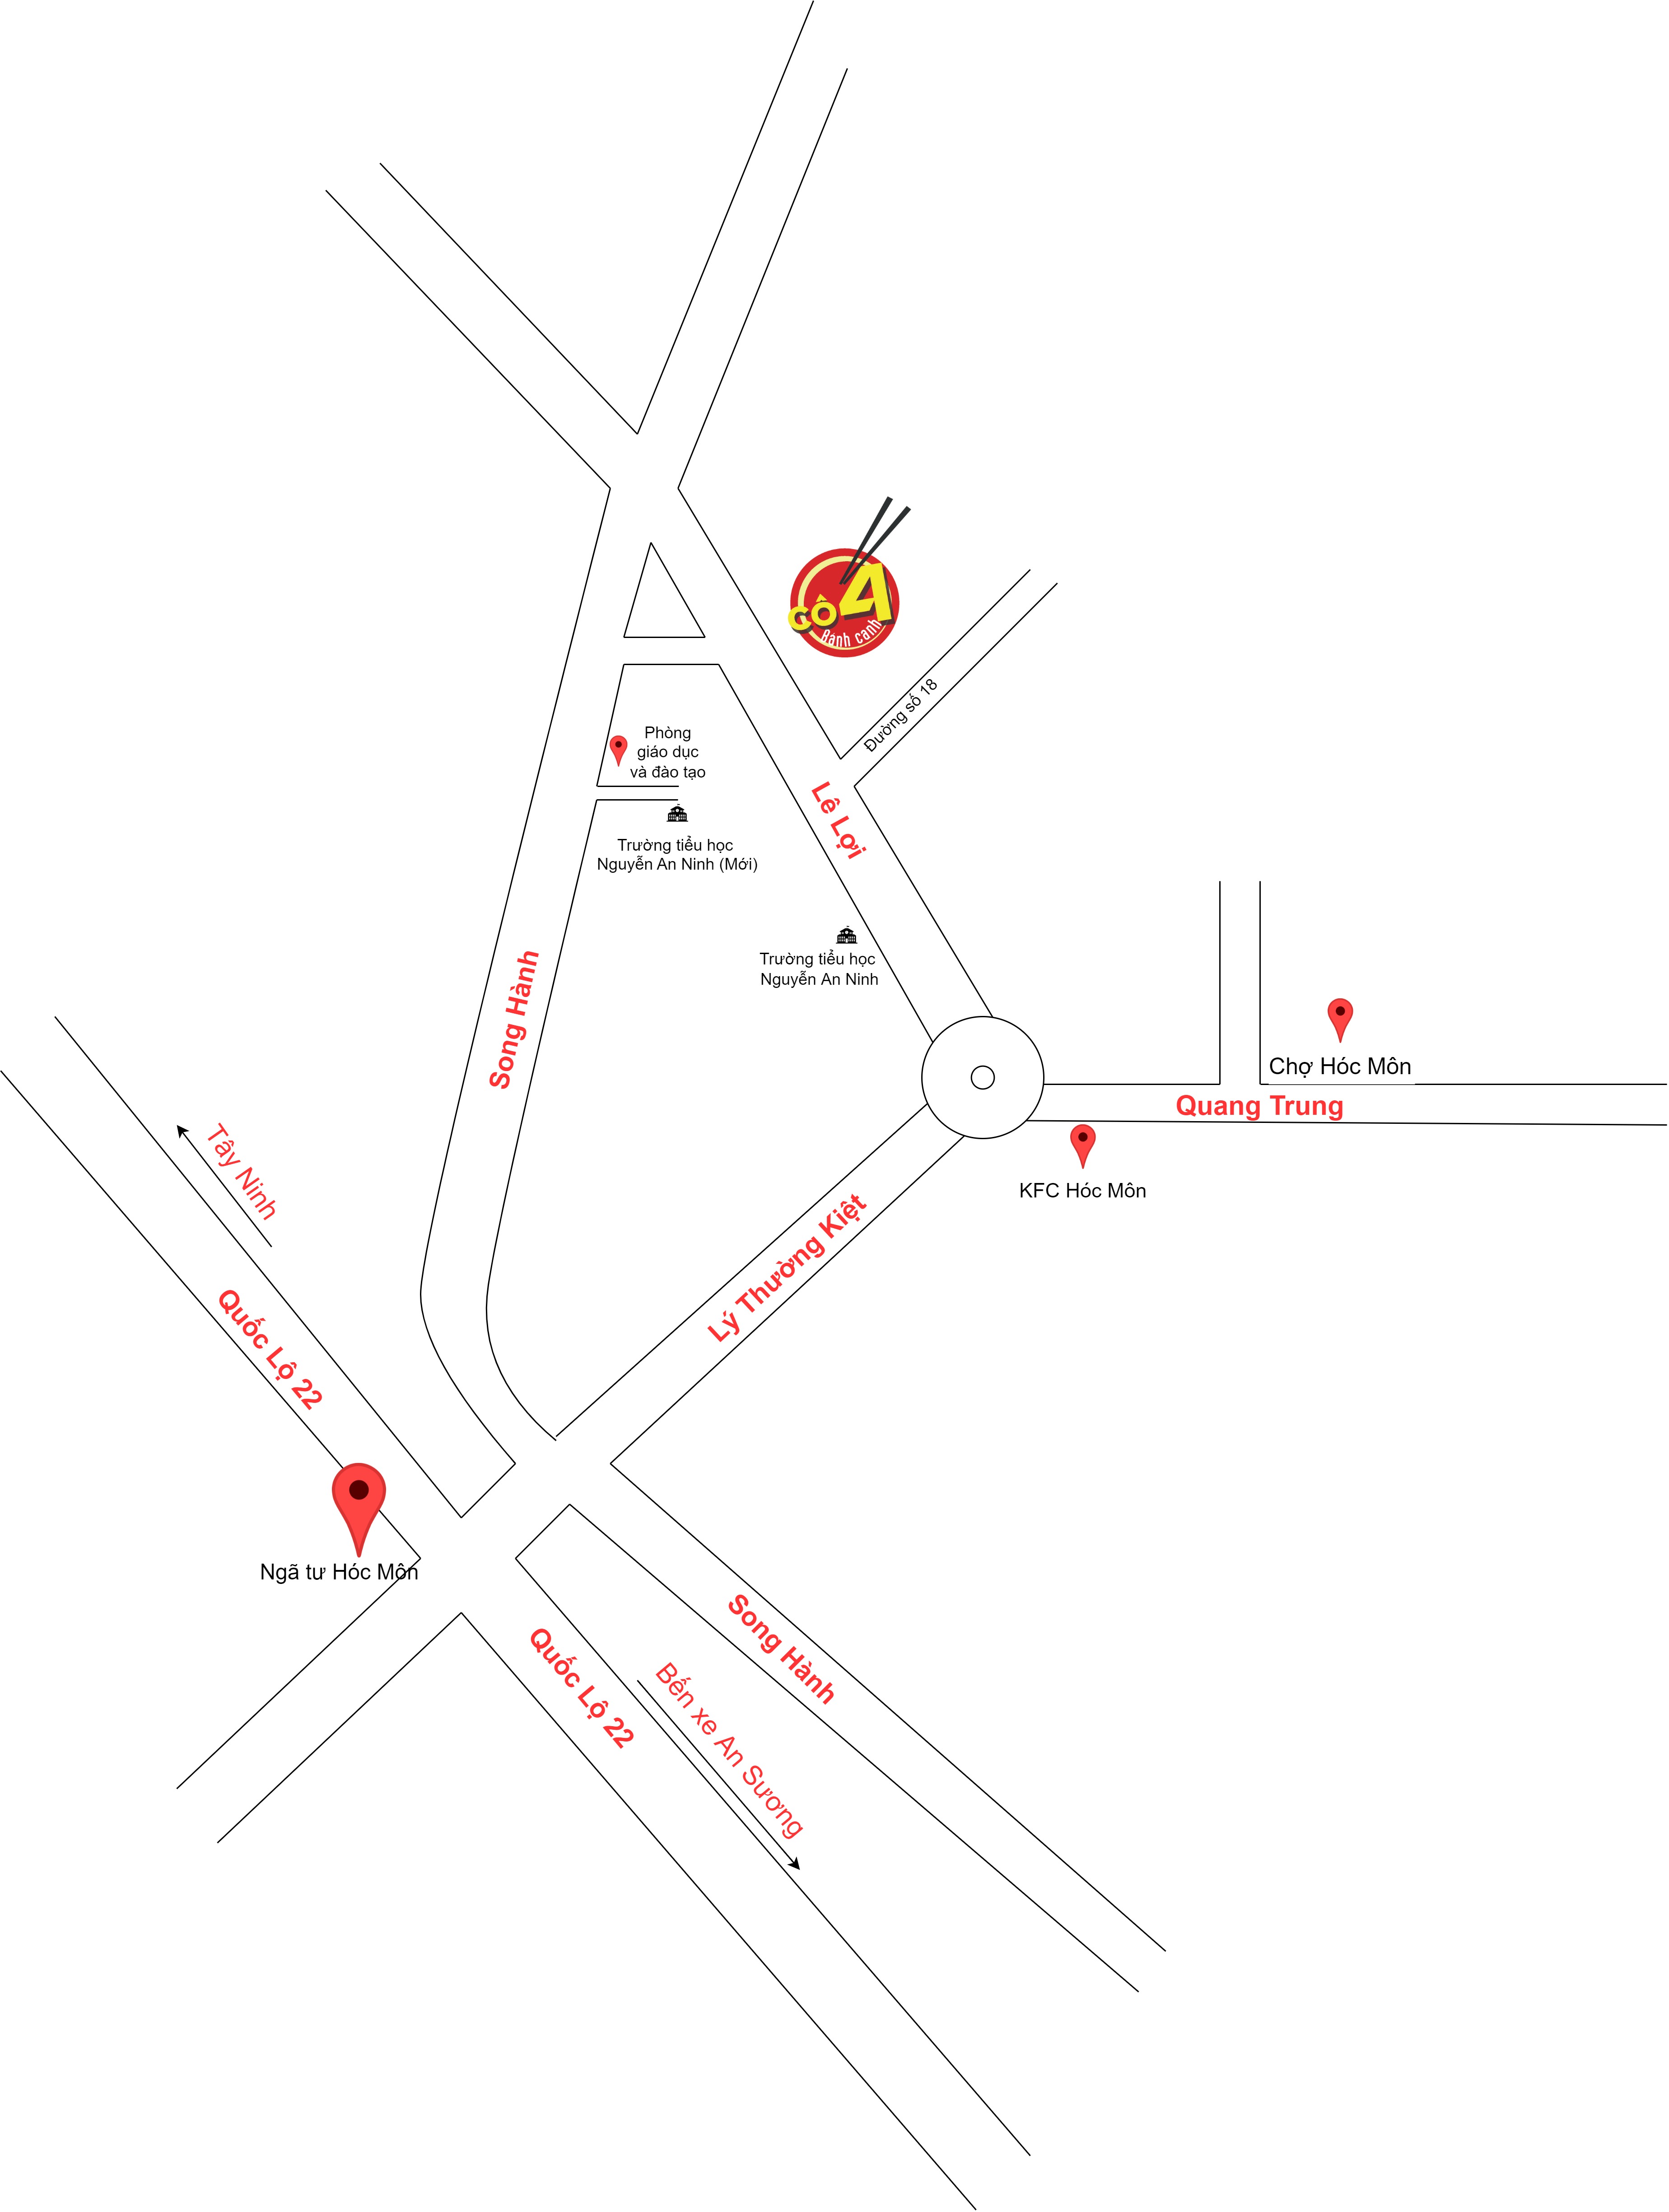 CÔ 4
Bánh canh
Đường số 18
Phòng
giáo dục
và đào tạo
Lê Lợi
Trường tiểu học
Nguyễn An Ninh (Mới)
Trường tiểu học
Nguyễn An Ninh
Song Hành
Chợ Hóc Môn
Quang Trung
KFC Hóc Môn
Tây Ninh
Lý Thường Kiệt
Quốc Lộ 22
Ngã tư Hóc Môn
Song Hành
Quốc Lộ 22
Bến xe An Sương